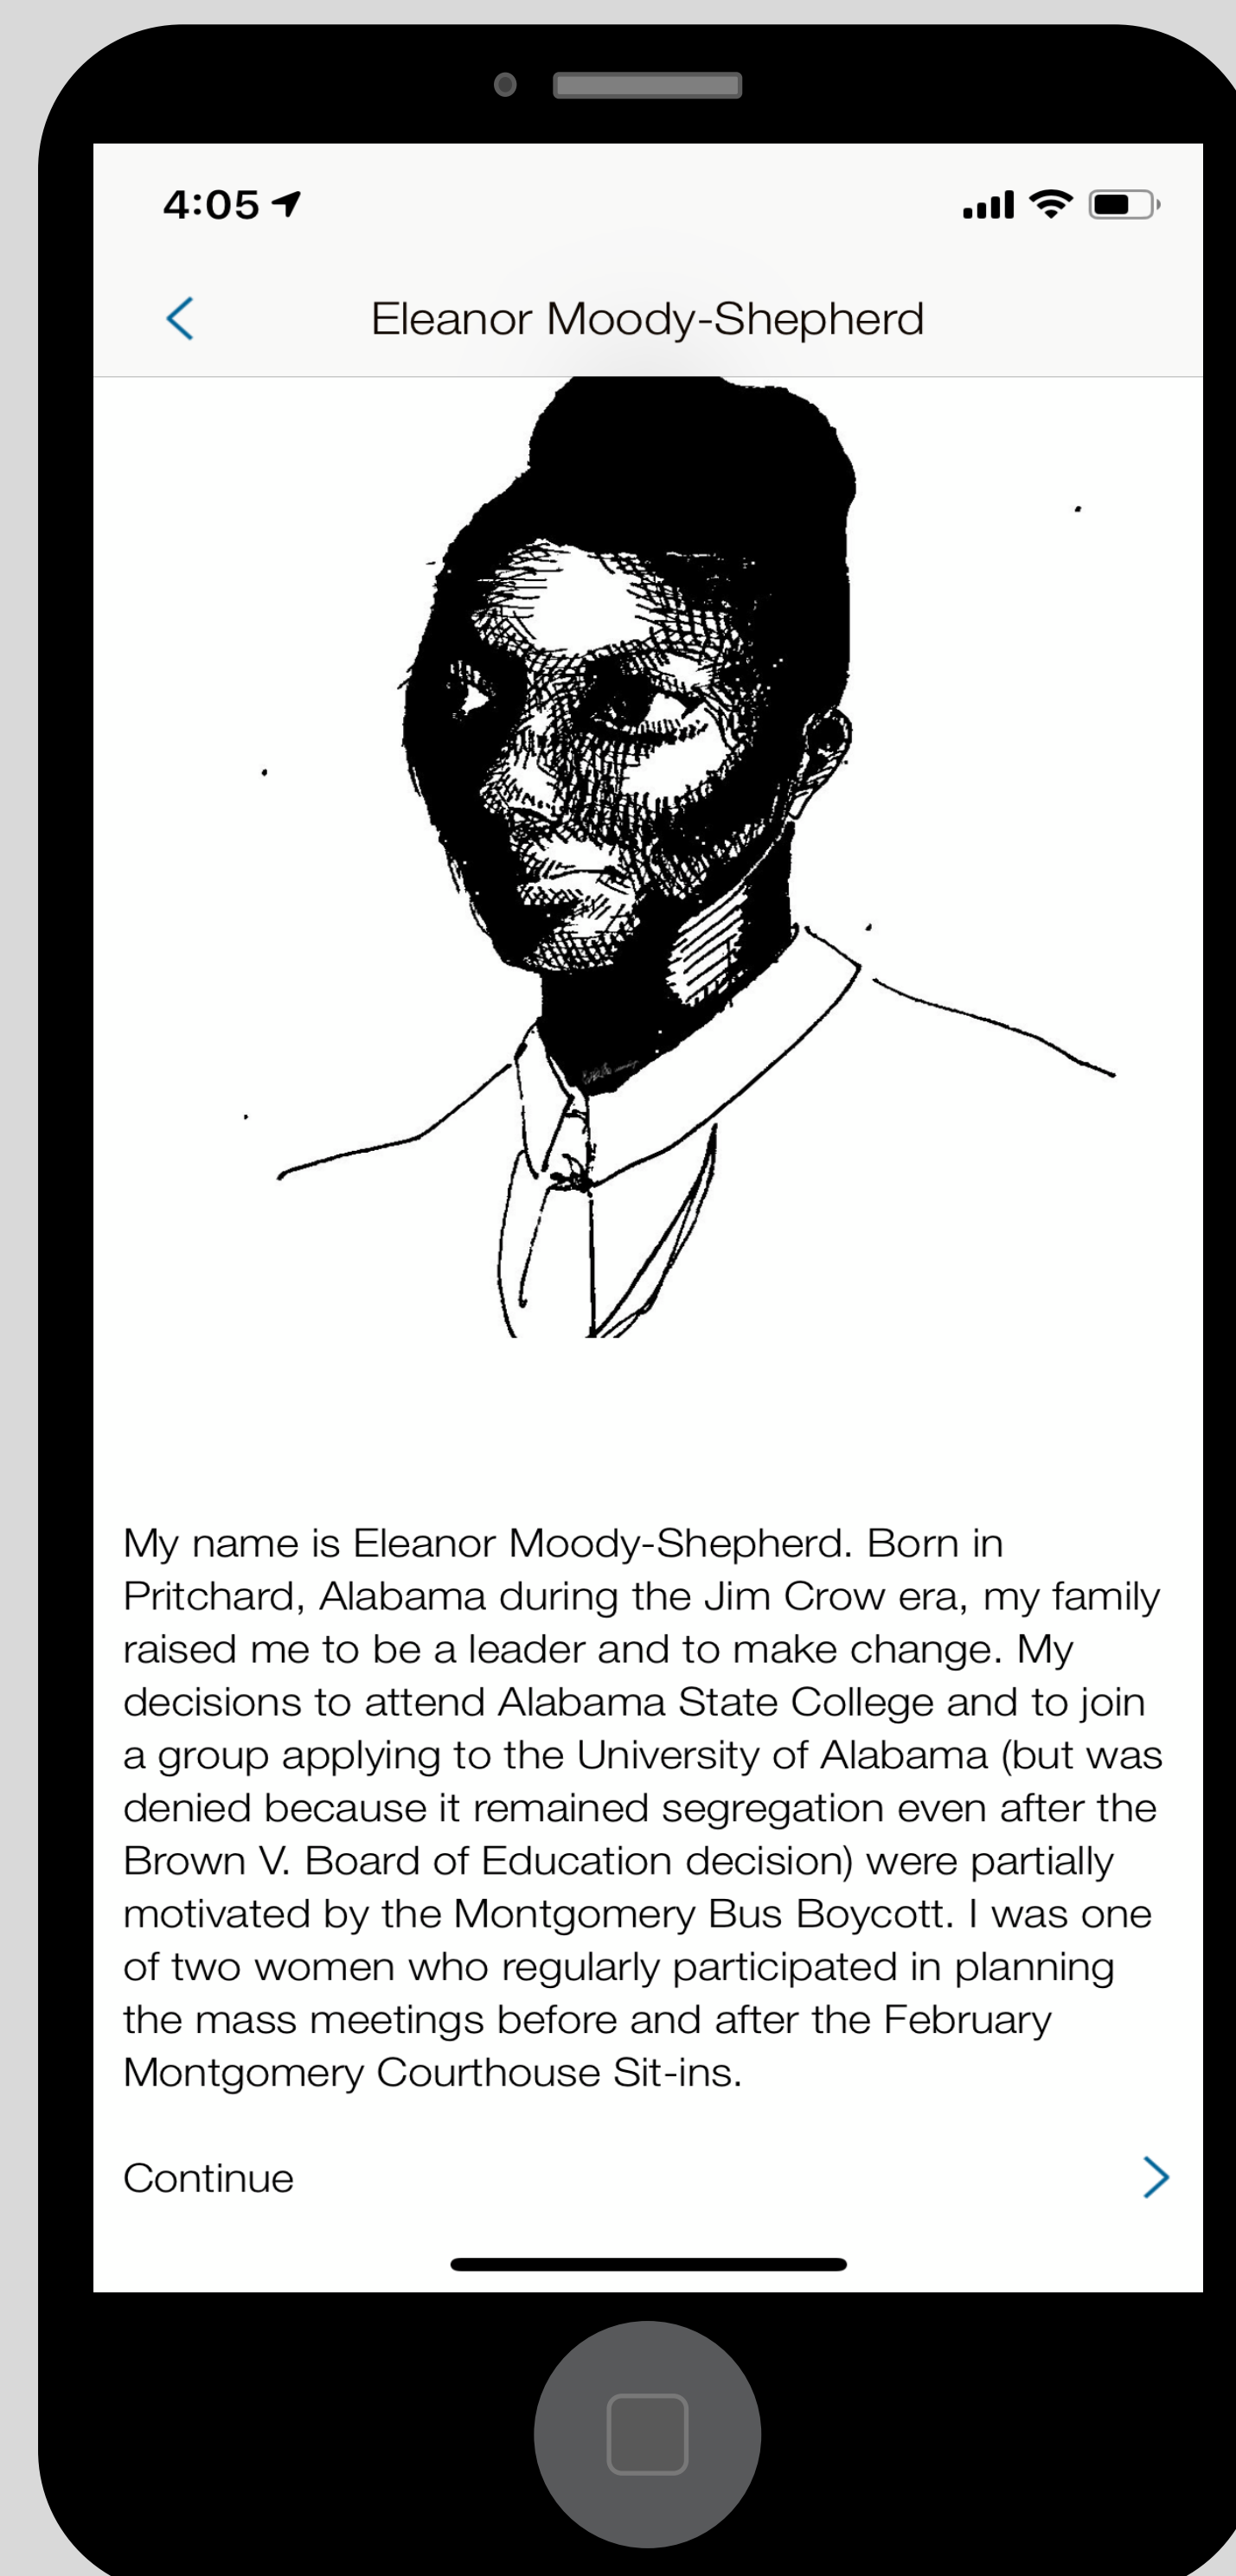 4:05
Eleanor Moody-Shepherd
My name is Eleanor Moody-Shepherd. Born in
Pritchard, Alabama during the Jim Crow era, my family
raised me to be a leader and to make change. My
decisions to attend Alabama State College and to join
a group applying to the University of Alabama (but was
denied because it remained segregation even after the
Brown V. Board of Education decision) were partially
motivated by the Montgomery Bus Boycott. I was one
of two women who regularly participated in planning
the mass meetings before and after the February
Montgomery Courthouse Sit-ins.
Continue